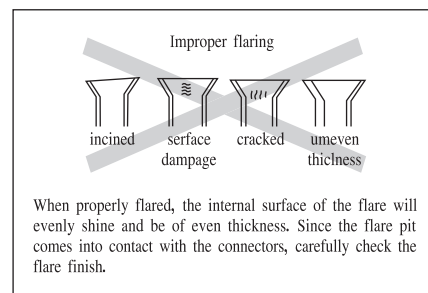 Improper flaring
incined serface cracked umeven
dampage thiclness
When properly flared, the internal surface of the flare will
evenly shine and be of even thickness. Since the flare pit
comes into contact with the connectors, carefully check the
flare finish.